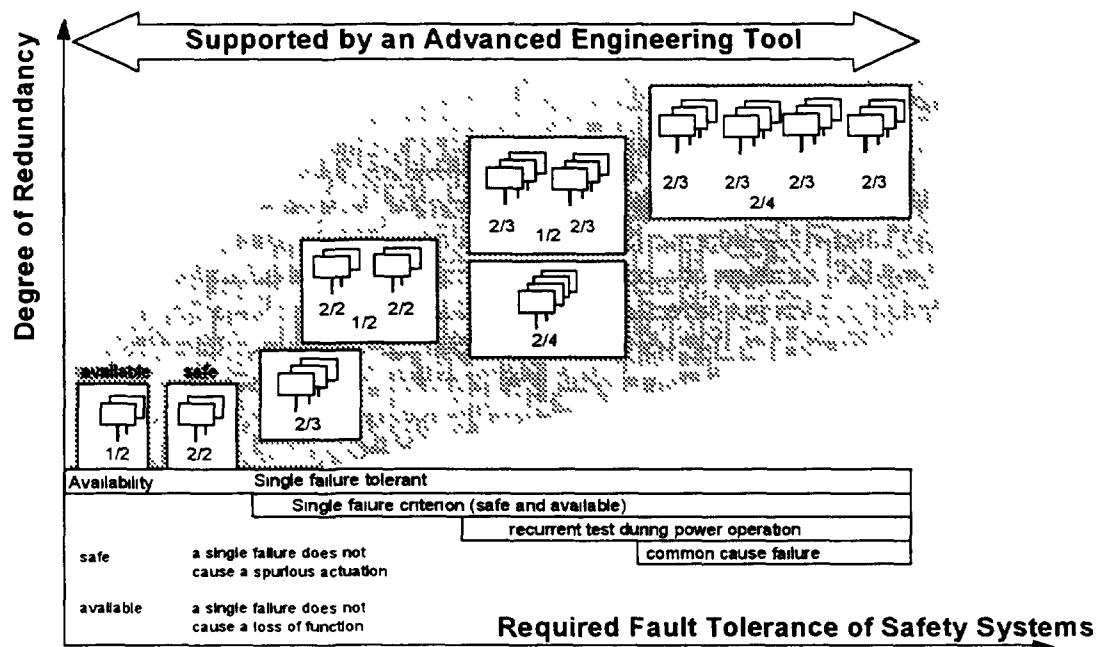 Supported by an Advanced Engineering Tool
Degree of Redundancy
2/3 2/3 2/3 2/3
2/4
2/3 1/2 2/3
2/2 1/2 2/2
2/4
available safe
2/3
1/2 2/2
Availability Single failure tolerant
Single failure criterion (safe and available)
recurrent test during power operation
common cause failure
safe a single failure does not
cause a spurious actuation
available a single failure does not
cause a loss of function
Required Fault Tolerance of Safety Systems